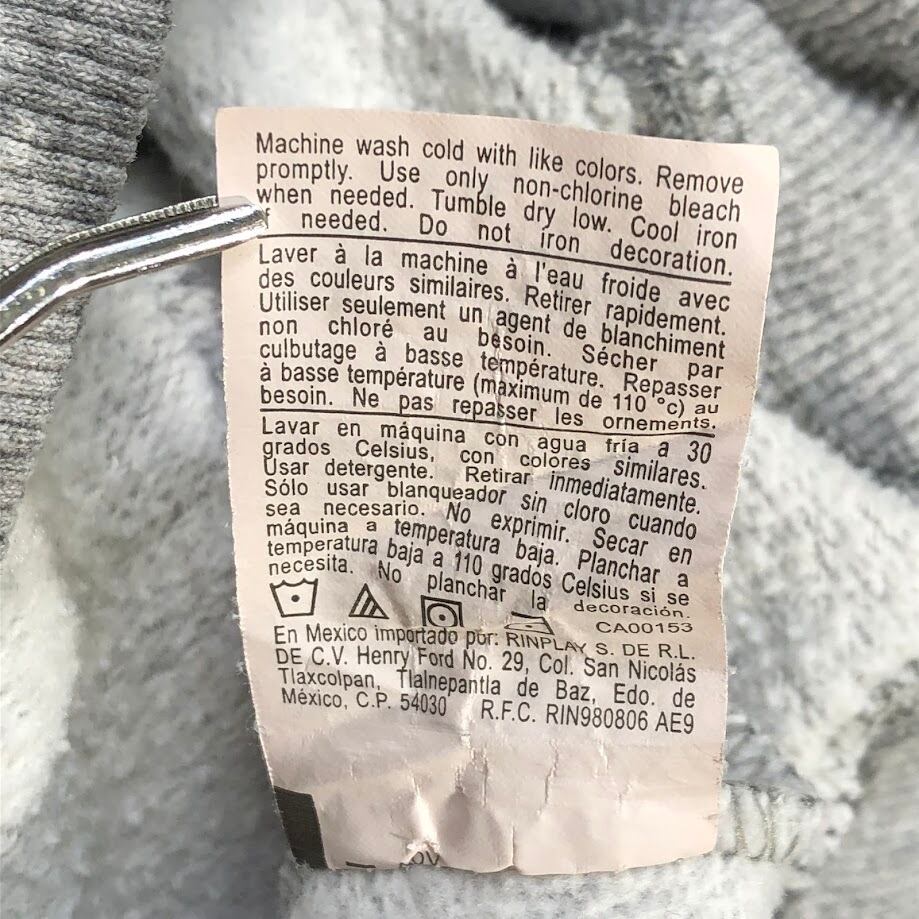 Machine wash cold with like colors. Remove
promptly. Use only non-chlorine bleach
when needed. Tumble dry low. Cool iron
f needed. Do not iron decoration.
Laver à la machine à l'eau froide avec
des couleurs similaires. Retirer rapidement.
Utiliser seulement un agent de blanchiment
non chloré au besoin. Sécher par
culbutage à basse température. Repasser
à basse température (maximum de 110 °c) au
besoin. Ne pas repasser les ornements.
Lavar en máquina con agua fría a 30
grados Celsius, con colores similares.
Usar detergente. Retirar inmediatamente.
Sólo usar blanqueador sin cloro cuando
sea necesario. No exprimir. Secar en
máquina a temperatura baja. Planchar a
temperatura baja a 110 grados Celsius si se
necesita. No planchar la decoración.
CA00153
En Mexico importado por: RINPLAY S. DE R.L.
DE C.V. Henry Ford No. 29, Col. San Nicolás
Tlaxcolpan, Tlalnepantla de Baz, Edo. de
México, C.P. 54030 R.F.C. RIN980806 AE9